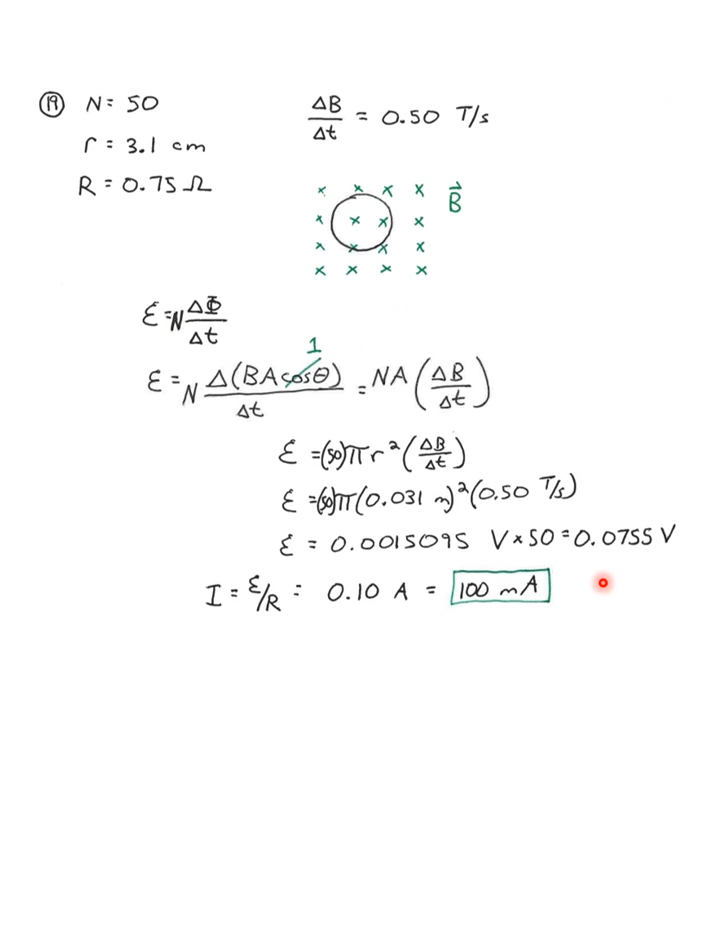 ⑲ N = 50
r = 3.1 cm
R = 0.75 Ω
ΔB/Δt = 0.50 T/s
x x x x B⃗
x x x x
x x x x
x x x x
ε = N ΔΦ/Δt
1
ε = N Δ(BA cosθ)/Δt = NA (ΔB/Δt)
ε = (50)πr²(ΔB/Δt)
ε = (50)π(0.031 m)²(0.50 T/s)
ε = 0.0015095 V × 50 = 0.0755 V
I = ε/R = 0.10 A = 100 mA